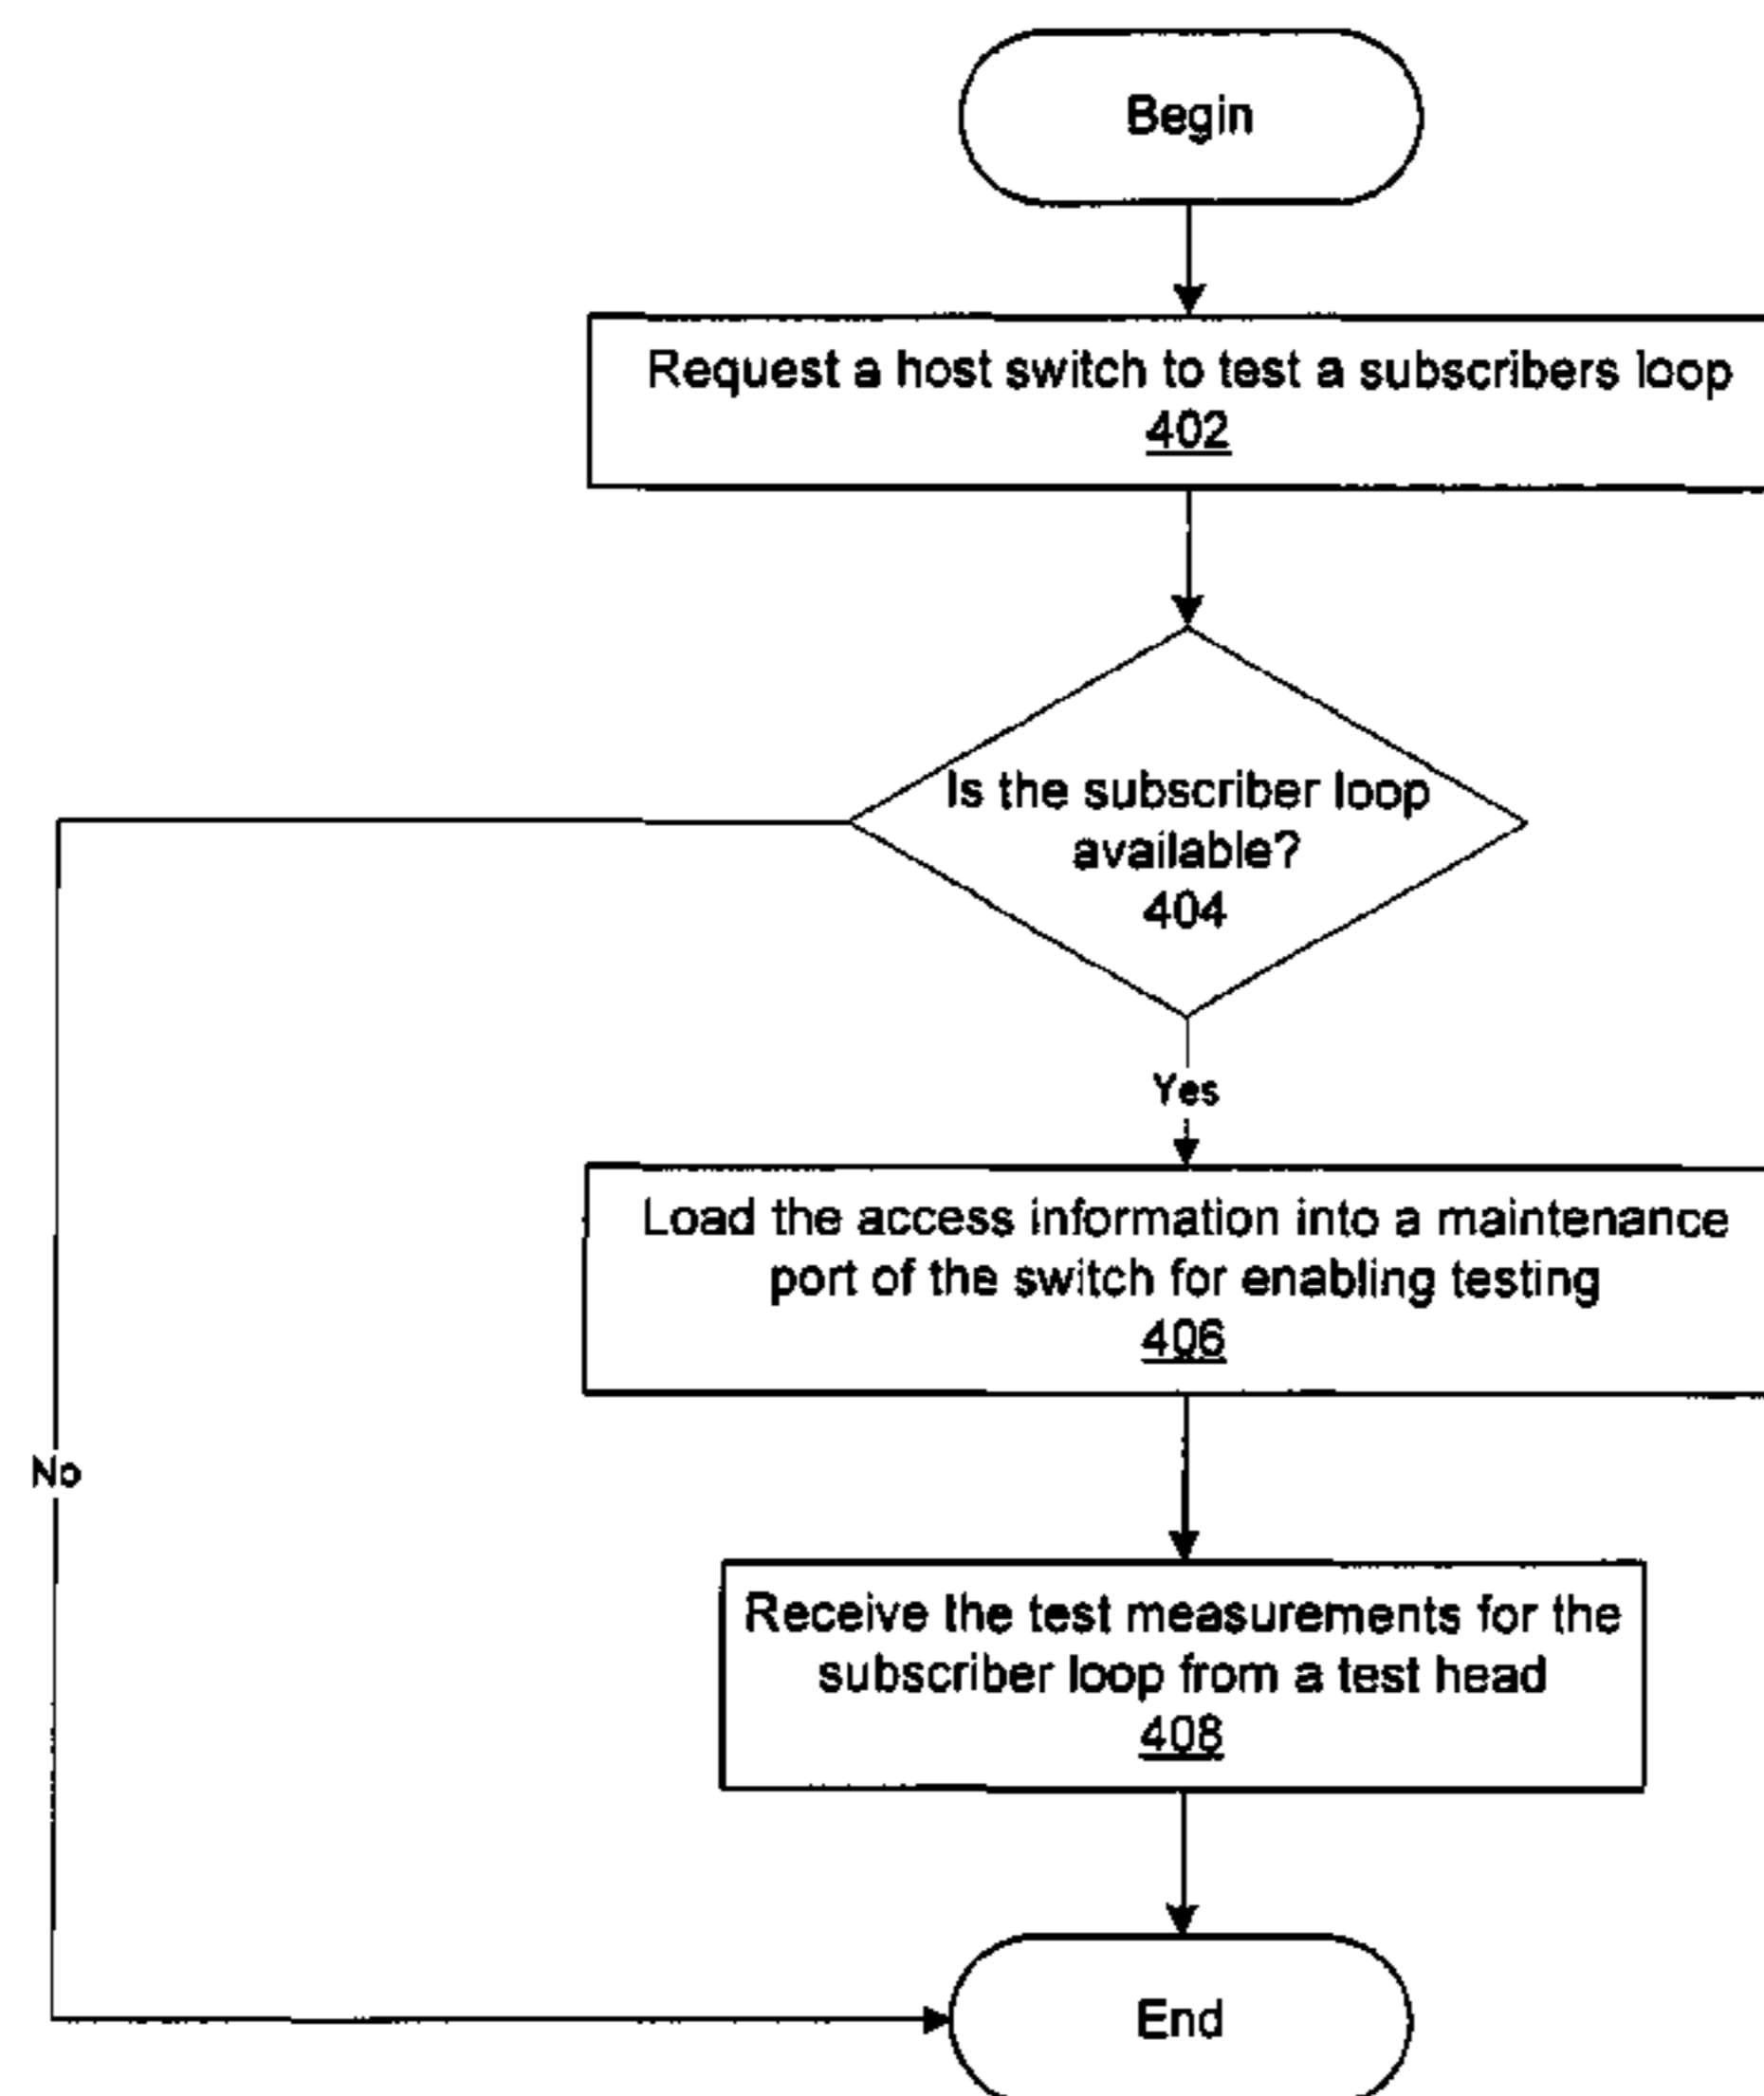 Begin
Request a host switch to test a subscribers loop
402
Is the subscriber loop
available?
404
Yes
Load the access information into a maintenance
port of the switch for enabling testing
406
No
Receive the test measurements for the
subscriber loop from a test head
408
End